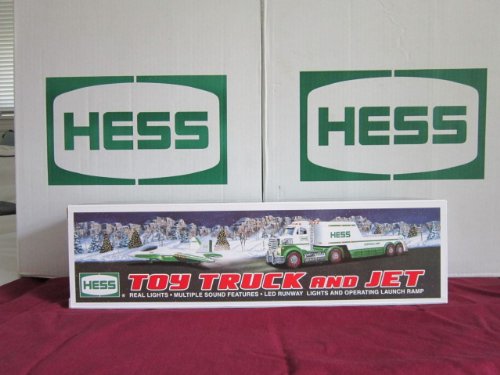 HESS
HESS
HESS
HESS TOY TRUCK AND JET
REAL LIGHTS • MULTIPLE SOUND FEATURES • LED RUNWAY LIGHTS AND OPERATING LAUNCH RAMP